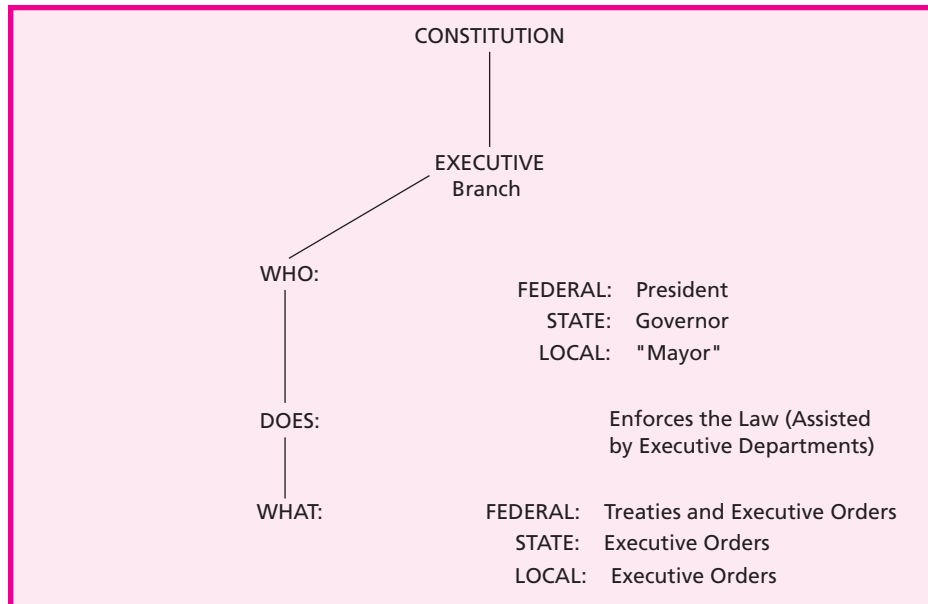 CONSTITUTION
EXECUTIVE
Branch
WHO:
FEDERAL: President
STATE: Governor
LOCAL: "Mayor"
DOES:
Enforces the Law (Assisted
by Executive Departments)
WHAT:
FEDERAL: Treaties and Executive Orders
STATE: Executive Orders
LOCAL: Executive Orders